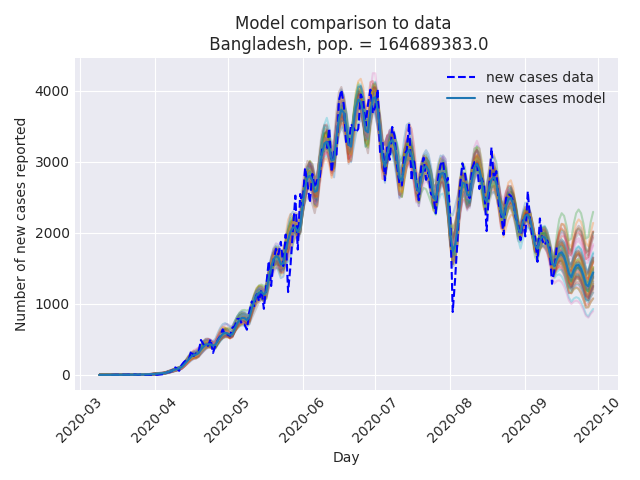 Model comparison to data
Bangladesh, pop. = 164689383.0
new cases data
new cases model
Number of new cases reported
4000
3000
2000
1000
0
2020-03
2020-04
2020-05
2020-06
2020-07
2020-08
2020-09
2020-10
Day